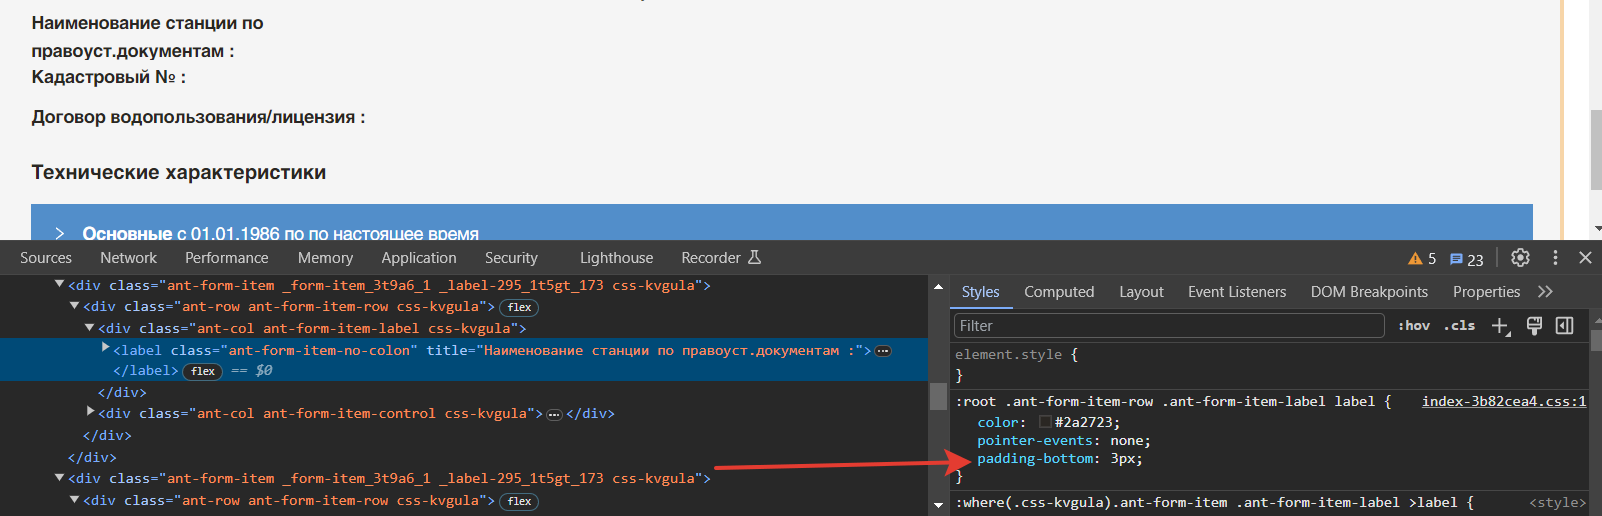 Наименование станции по
правоуст.документам :
Кадастровый № :
Договор водопользования/лицензия :
Технические характеристики
> Основные с 01.01.1986 по по настоящее время
Sources Network Performance Memory Application Security Lighthouse Recorder 5 23
<div class="ant-form-item _form-item_3t9a6_1 _label-295_1t5gt_173 css-kvgula">
<div class="ant-row ant-form-item-row css-kvgula"> flex
<div class="ant-col ant-form-item-label css-kvgula">
<label class="ant-form-item-no-colon" title="Наименование станции по правоуст.документам :"> …
</label> flex == $0
</div>
<div class="ant-col ant-form-item-control css-kvgula"> … </div>
</div>
</div>
<div class="ant-form-item _form-item_3t9a6_1 _label-295_1t5gt_173 css-kvgula">
<div class="ant-row ant-form-item-row css-kvgula"> flex
Styles Computed Layout Event Listeners DOM Breakpoints Properties »
Filter :hov .cls +
element.style {
}
:root .ant-form-item-row .ant-form-item-label label { index-3b82cea4.css:1
color: #2a2723;
pointer-events: none;
padding-bottom: 3px;
}
:where(.css-kvgula).ant-form-item .ant-form-item-label >label { <style>